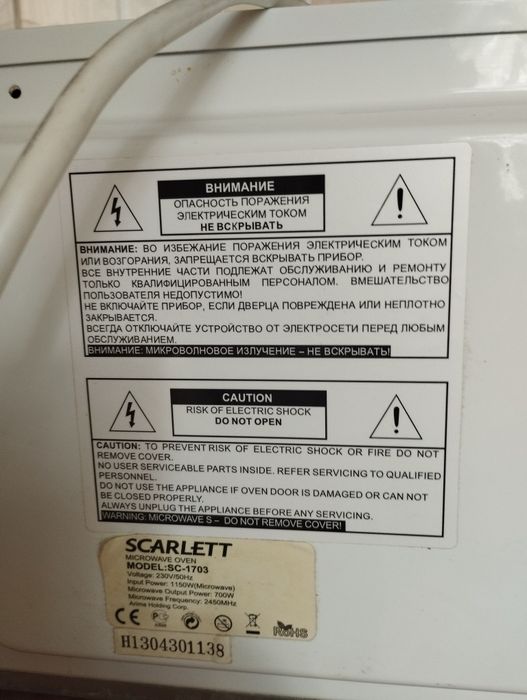 ВНИМАНИЕ
ОПАСНОСТЬ ПОРАЖЕНИЯ
ЭЛЕКТРИЧЕСКИМ ТОКОМ
НЕ ВСКРЫВАТЬ
ВНИМАНИЕ: ВО ИЗБЕЖАНИЕ ПОРАЖЕНИЯ ЭЛЕКТРИЧЕСКИМ ТОКОМ
ИЛИ ВОЗГОРАНИЯ, ЗАПРЕЩАЕТСЯ ВСКРЫВАТЬ ПРИБОР.
ВСЕ ВНУТРЕННИЕ ЧАСТИ ПОДЛЕЖАТ ОБСЛУЖИВАНИЮ И РЕМОНТУ
ТОЛЬКО КВАЛИФИЦИРОВАННЫМ ПЕРСОНАЛОМ. ВМЕШАТЕЛЬСТВО
ПОЛЬЗОВАТЕЛЯ НЕДОПУСТИМО!
НЕ ВКЛЮЧАЙТЕ ПРИБОР, ЕСЛИ ДВЕРЦА ПОВРЕЖДЕНА ИЛИ НЕПЛОТНО
ЗАКРЫВАЕТСЯ.
ВСЕГДА ОТКЛЮЧАЙТЕ УСТРОЙСТВО ОТ ЭЛЕКТРОСЕТИ ПЕРЕД ЛЮБЫМ
ОБСЛУЖИВАНИЕМ.
ВНИМАНИЕ: МИКРОВОЛНОВОЕ ИЗЛУЧЕНИЕ – НЕ ВСКРЫВАТЬ!
CAUTION
RISK OF ELECTRIC SHOCK
DO NOT OPEN
CAUTION: TO PREVENT RISK OF ELECTRIC SHOCK OR FIRE DO NOT
REMOVE COVER.
NO USER SERVICEABLE PARTS INSIDE. REFER SERVICING TO QUALIFIED
PERSONNEL.
DO NOT USE THE APPLIANCE IF OVEN DOOR IS DAMAGED OR CAN NOT
BE CLOSED PROPERLY.
ALWAYS UNPLUG THE APPLIANCE BEFORE ANY SERVICING.
WARNING: MICROWAVE S – DO NOT REMOVE COVER!
SCARLETT
MICROWAVE OVEN
MODEL:SC-1703
Voltage: 230V/50Hz
Input Power: 1150W(Microwave)
Microwave Output Power: 700W
Microwave Frequency: 2450MHz
Arima Holding Corp.
CE
RoHS
H1304301138